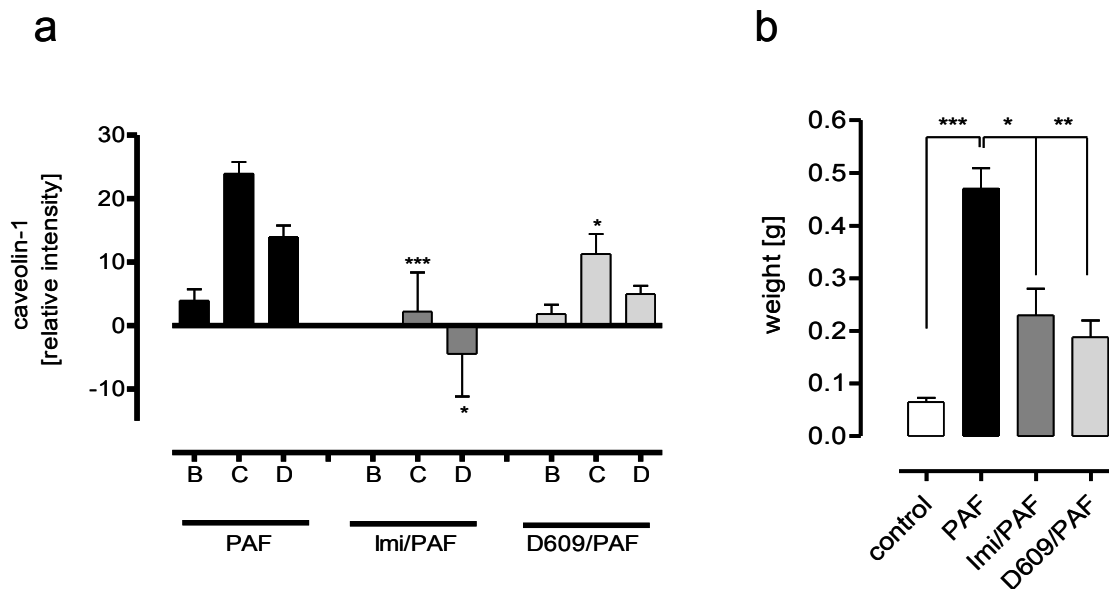 a
b
caveolin-1
[relative intensity]
30
20
10
0
-10
***
*
*
B C D B C D B C D
PAF Imi/PAF D609/PAF
weight [g]
0.6
0.5
0.4
0.3
0.2
0.1
0.0
*** * **
control
PAF
Imi/PAF
D609/PAF